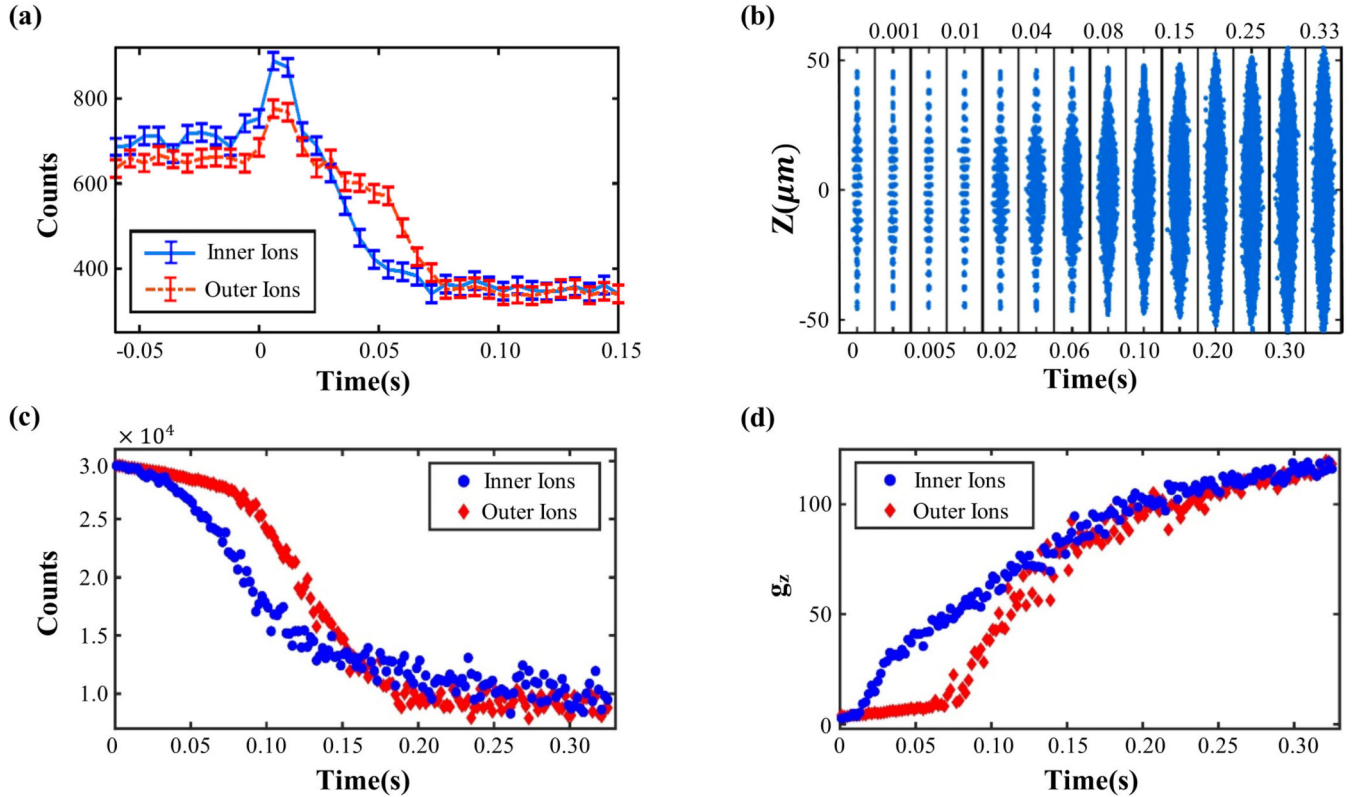 (a)
Counts
800
600
400
Inner Ions
Outer Ions
-0.05 0 0.05 0.10 0.15
Time(s)
(b)
0.001 0.01 0.04 0.08 0.15 0.25 0.33
Z(μm)
50
0
-50
0 0.005 0.02 0.06 0.10 0.20 0.30
Time(s)
(c)
× 10⁴
Counts
3.0
2.5
2.0
1.5
1.0
Inner Ions
Outer Ions
0 0.05 0.10 0.15 0.20 0.25 0.30
Time(s)
(d)
g_z
100
50
0
Inner Ions
Outer Ions
0 0.05 0.10 0.15 0.20 0.25 0.30
Time(s)